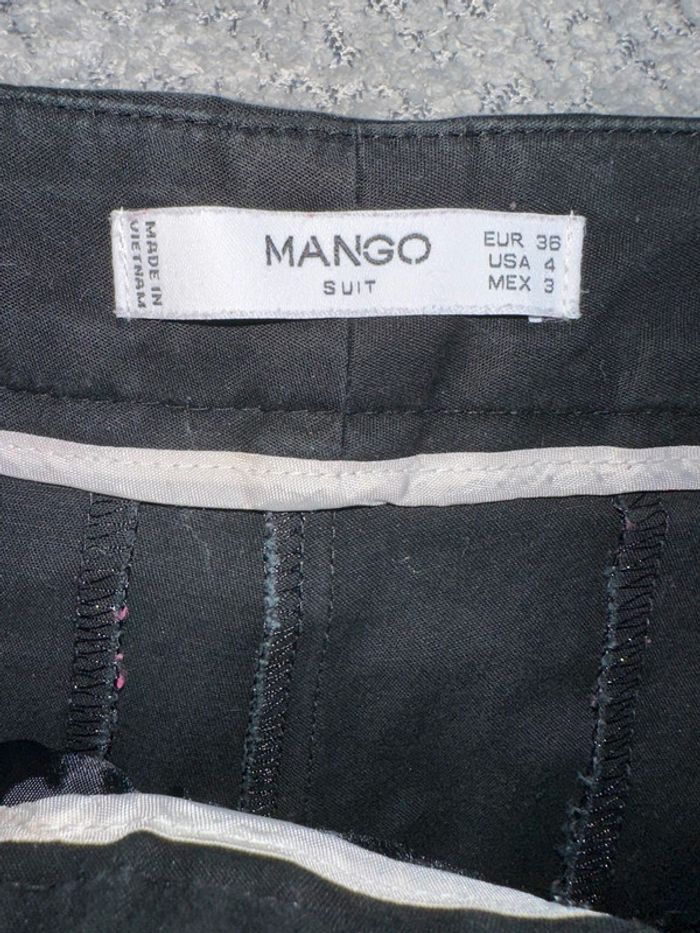 MADE IN
VIETNAM
MANGO
SUIT
EUR 36
USA 4
MEX 3